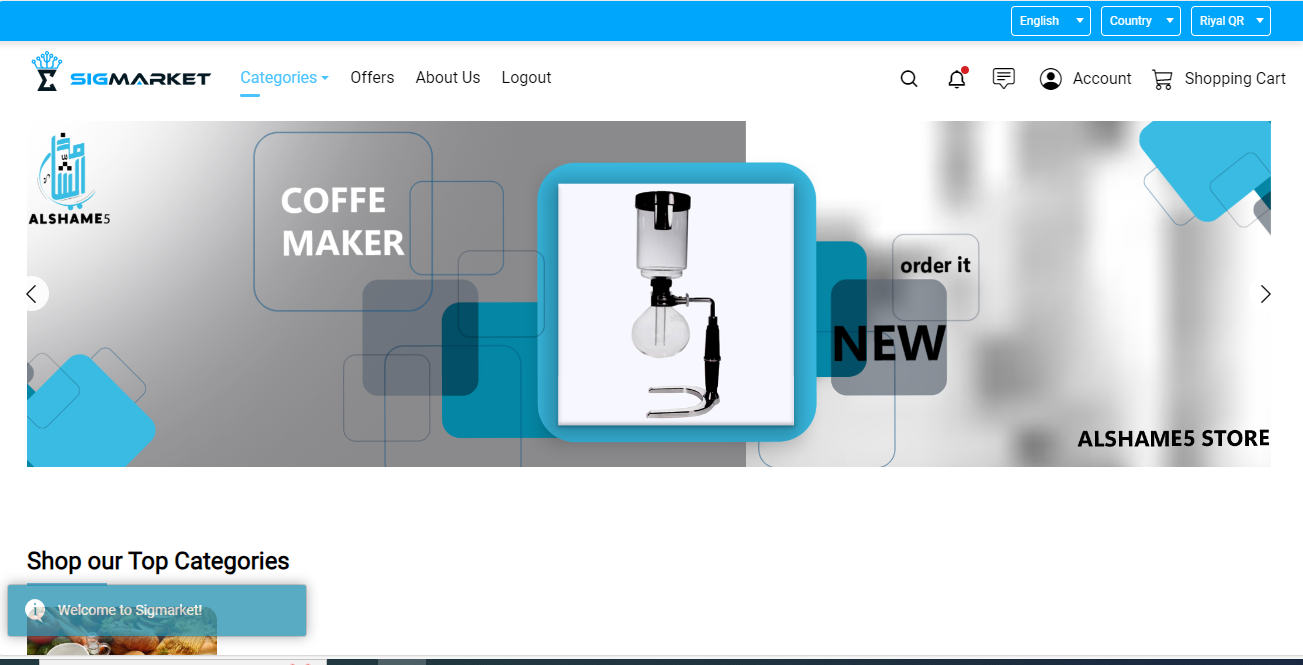 English
Country
Riyal QR
SIGMARKET
Categories
Offers
About Us
Logout
Account
Shopping Cart
ALSHAME5
COFFE
MAKER
order it
NEW
ALSHAME5 STORE
Shop our Top Categories
Welcome to Sigmarket!